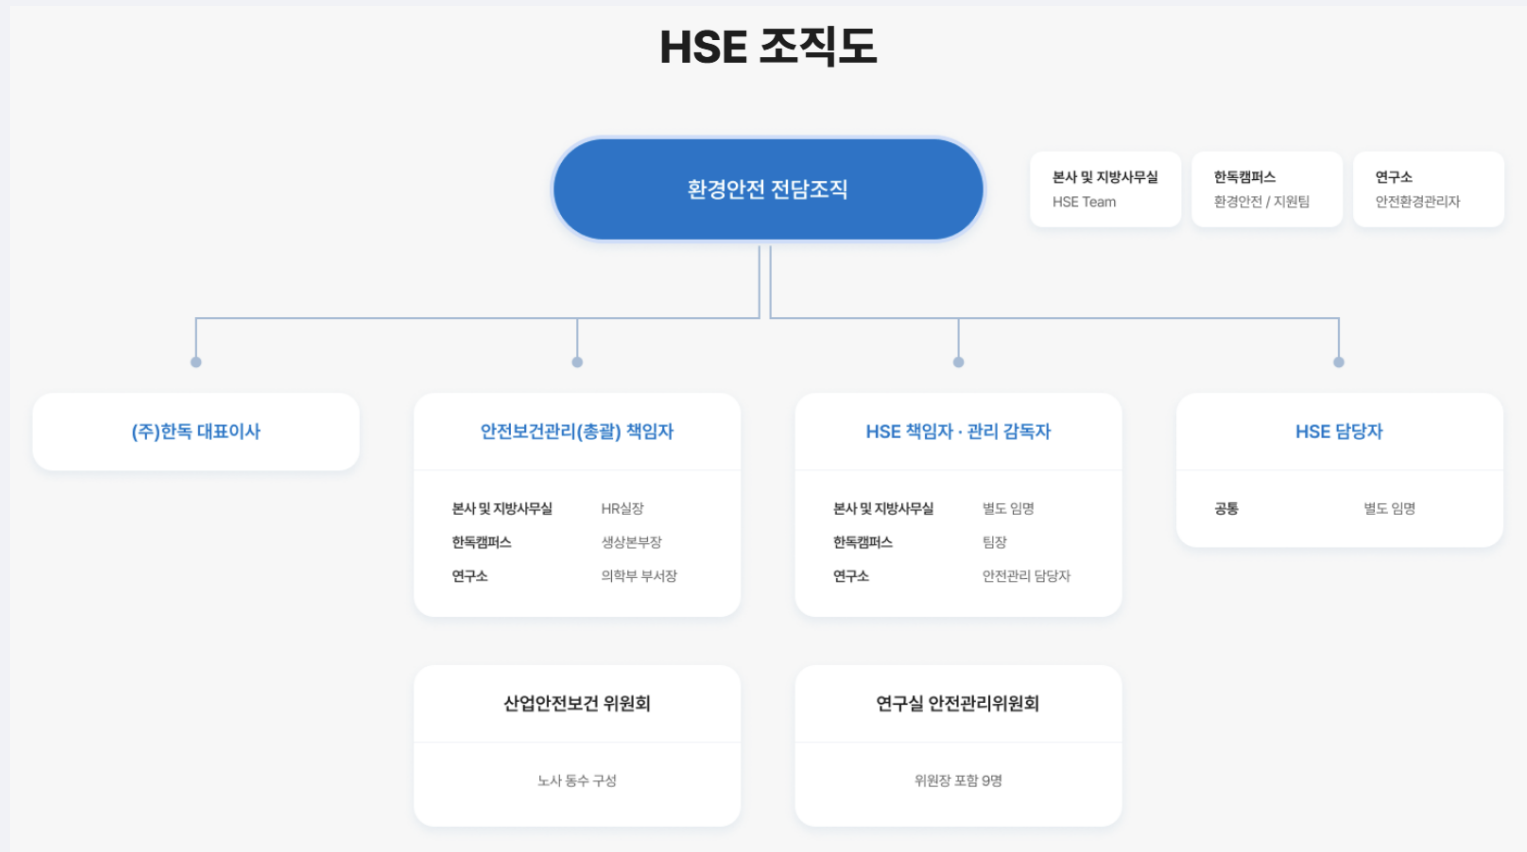 HSE 조직도
환경안전 전담조직
본사 및 지방사무실
HSE Team
한독캠퍼스
환경안전 / 지원팀
연구소
안전환경관리자
(주)한독 대표이사
안전보건관리(총괄) 책임자
본사 및 지방사무실 HR실장
한독캠퍼스 생상본부장
연구소 의학부 부서장
HSE 책임자 · 관리 감독자
본사 및 지방사무실 별도 임명
한독캠퍼스 팀장
연구소 안전관리 담당자
HSE 담당자
공통 별도 임명
산업안전보건 위원회
노사 동수 구성
연구실 안전관리위원회
위원장 포함 9명